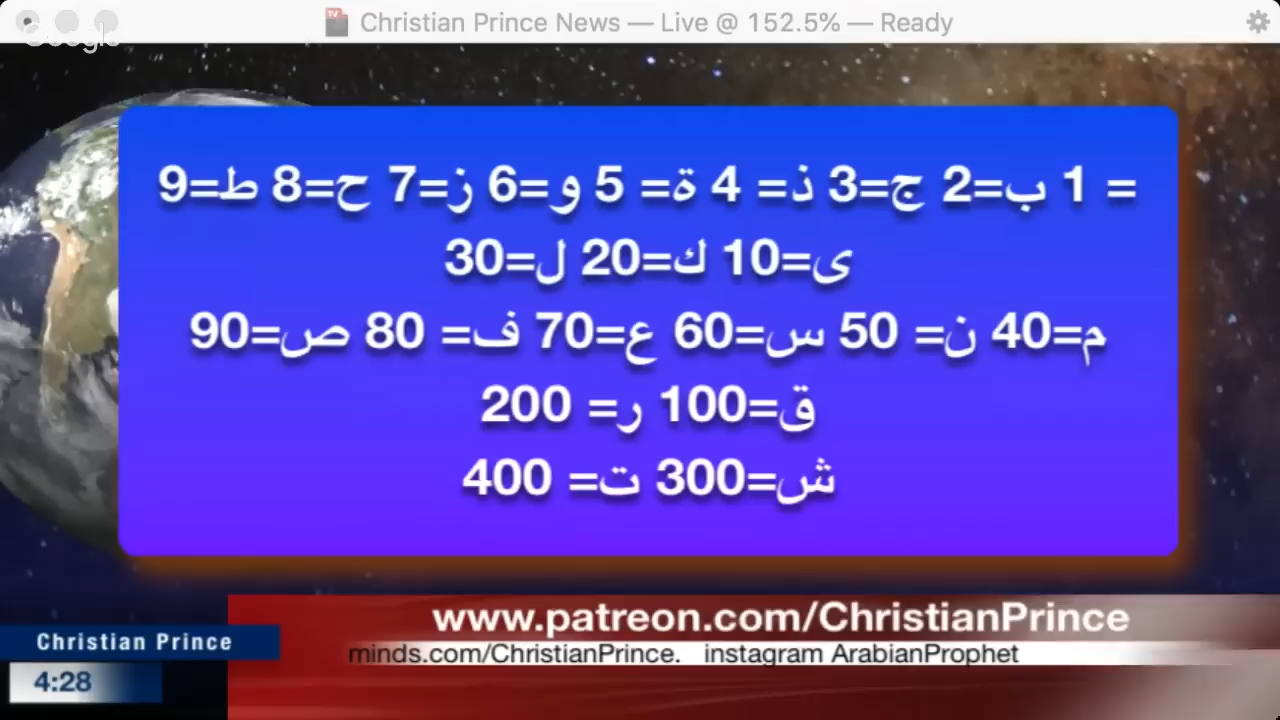 Christian Prince News — Live @ 152.5% — Ready
Google
= 1 ب=2 ج=3 ذ= 4 ة= 5 و=6 ز=7 ح=8 ط=9
ى=10 ك=20 ل=30
م=40 ن= 50 س=60 ع=70 ف= 80 ص=90
ق=100 ر= 200
ش=300 ت= 400
www.patreon.com/ChristianPrince
Christian Prince
minds.com/ChristianPrince. instagram ArabianProphet
4:28